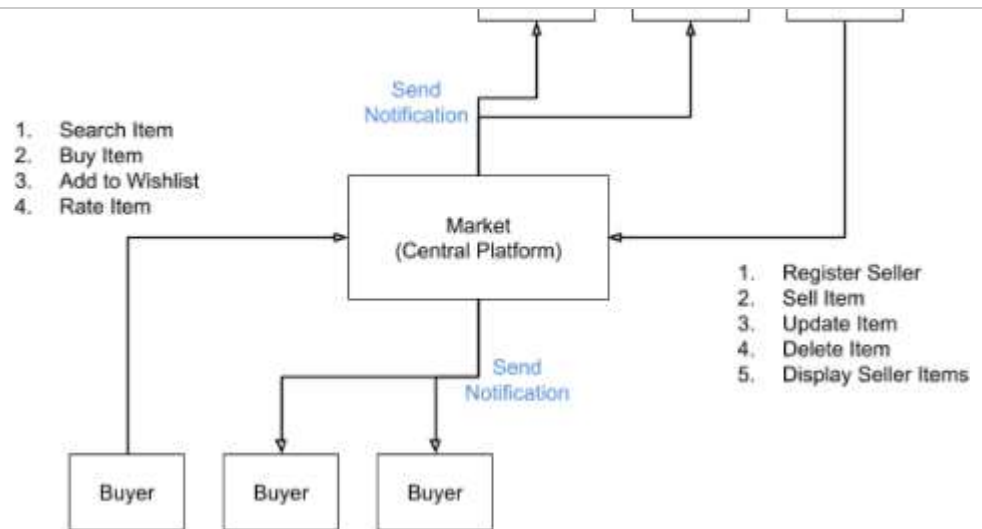 Send
Notification
1. Search Item
2. Buy Item
3. Add to Wishlist
4. Rate Item
Market
(Central Platform)
1. Register Seller
2. Sell Item
3. Update Item
4. Delete Item
5. Display Seller Items
Send
Notification
Buyer
Buyer
Buyer